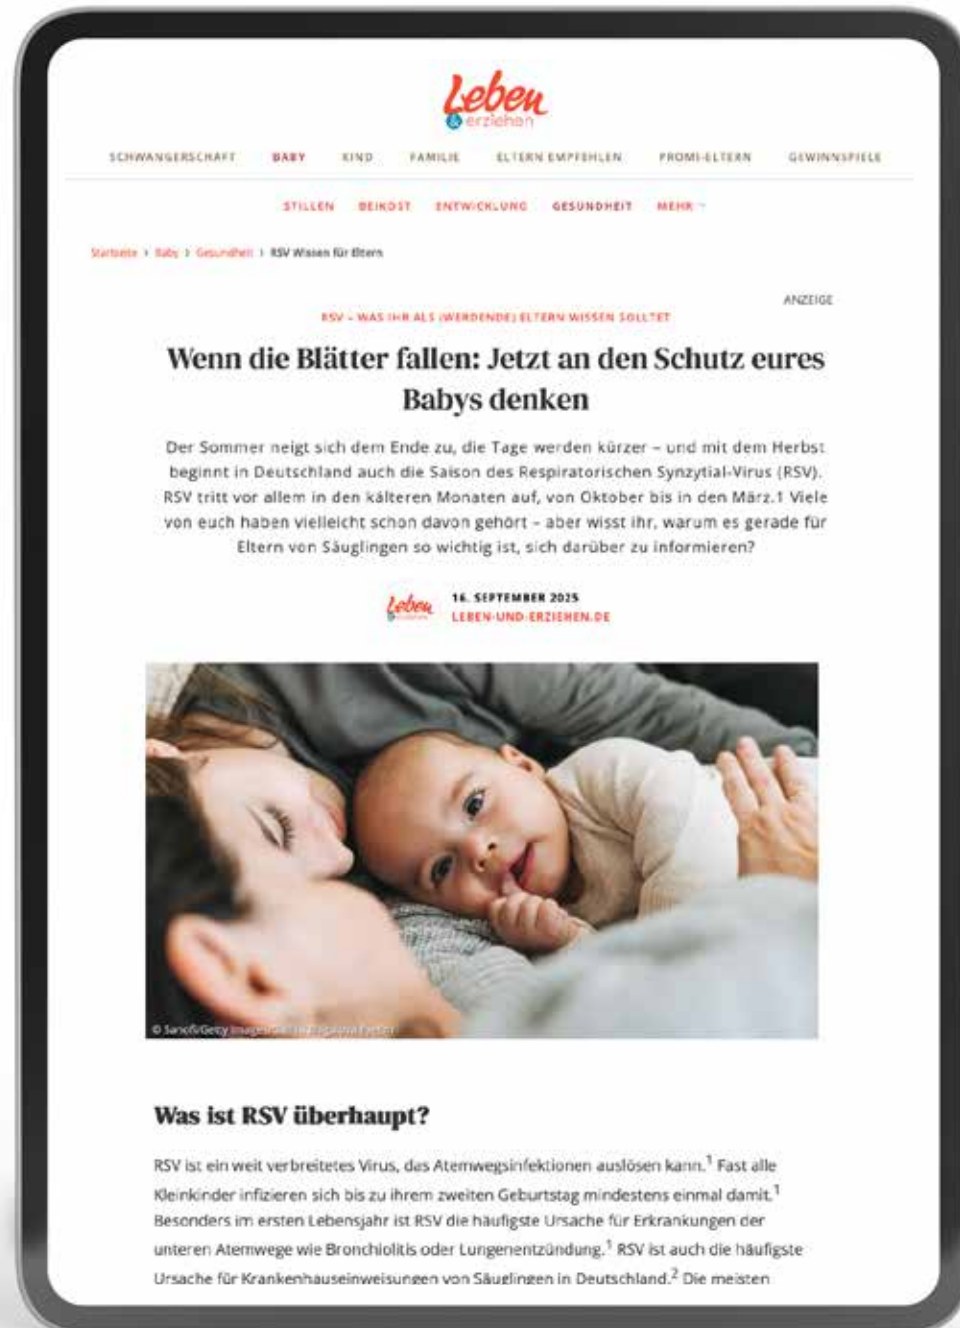 Leben
& erziehen
SCHWANGERSCHAFT BABY KIND FAMILIE ELTERN EMPFEHLEN PROMI-ELTERN GEWINNSPIELE
STILLEN BEIKOST ENTWICKLUNG GESUNDHEIT MEHR
Startseite > Baby > Gesundheit > RSV Wissen für Eltern
ANZEIGE
RSV – WAS IHR ALS (WERDENDE) ELTERN WISSEN SOLLTET
Wenn die Blätter fallen: Jetzt an den Schutz eures
Babys denken
Der Sommer neigt sich dem Ende zu, die Tage werden kürzer – und mit dem Herbst
beginnt in Deutschland auch die Saison des Respiratorischen Synzytial-Virus (RSV).
RSV tritt vor allem in den kälteren Monaten auf, von Oktober bis in den März.1 Viele
von euch haben vielleicht schon davon gehört – aber wisst ihr, warum es gerade für
Eltern von Säuglingen so wichtig ist, sich darüber zu informieren?
Leben
16. SEPTEMBER 2025
LEBEN-UND-ERZIEHEN.DE
© Sanofi/Getty Images
Was ist RSV überhaupt?
RSV ist ein weit verbreitetes Virus, das Atemwegsinfektionen auslösen kann.¹ Fast alle
Kleinkinder infizieren sich bis zu ihrem zweiten Geburtstag mindestens einmal damit.¹
Besonders im ersten Lebensjahr ist RSV die häufigste Ursache für Erkrankungen der
unteren Atemwege wie Bronchiolitis oder Lungenentzündung.¹ RSV ist auch die häufigste
Ursache für Krankenhauseinweisungen von Säuglingen in Deutschland.² Die meisten